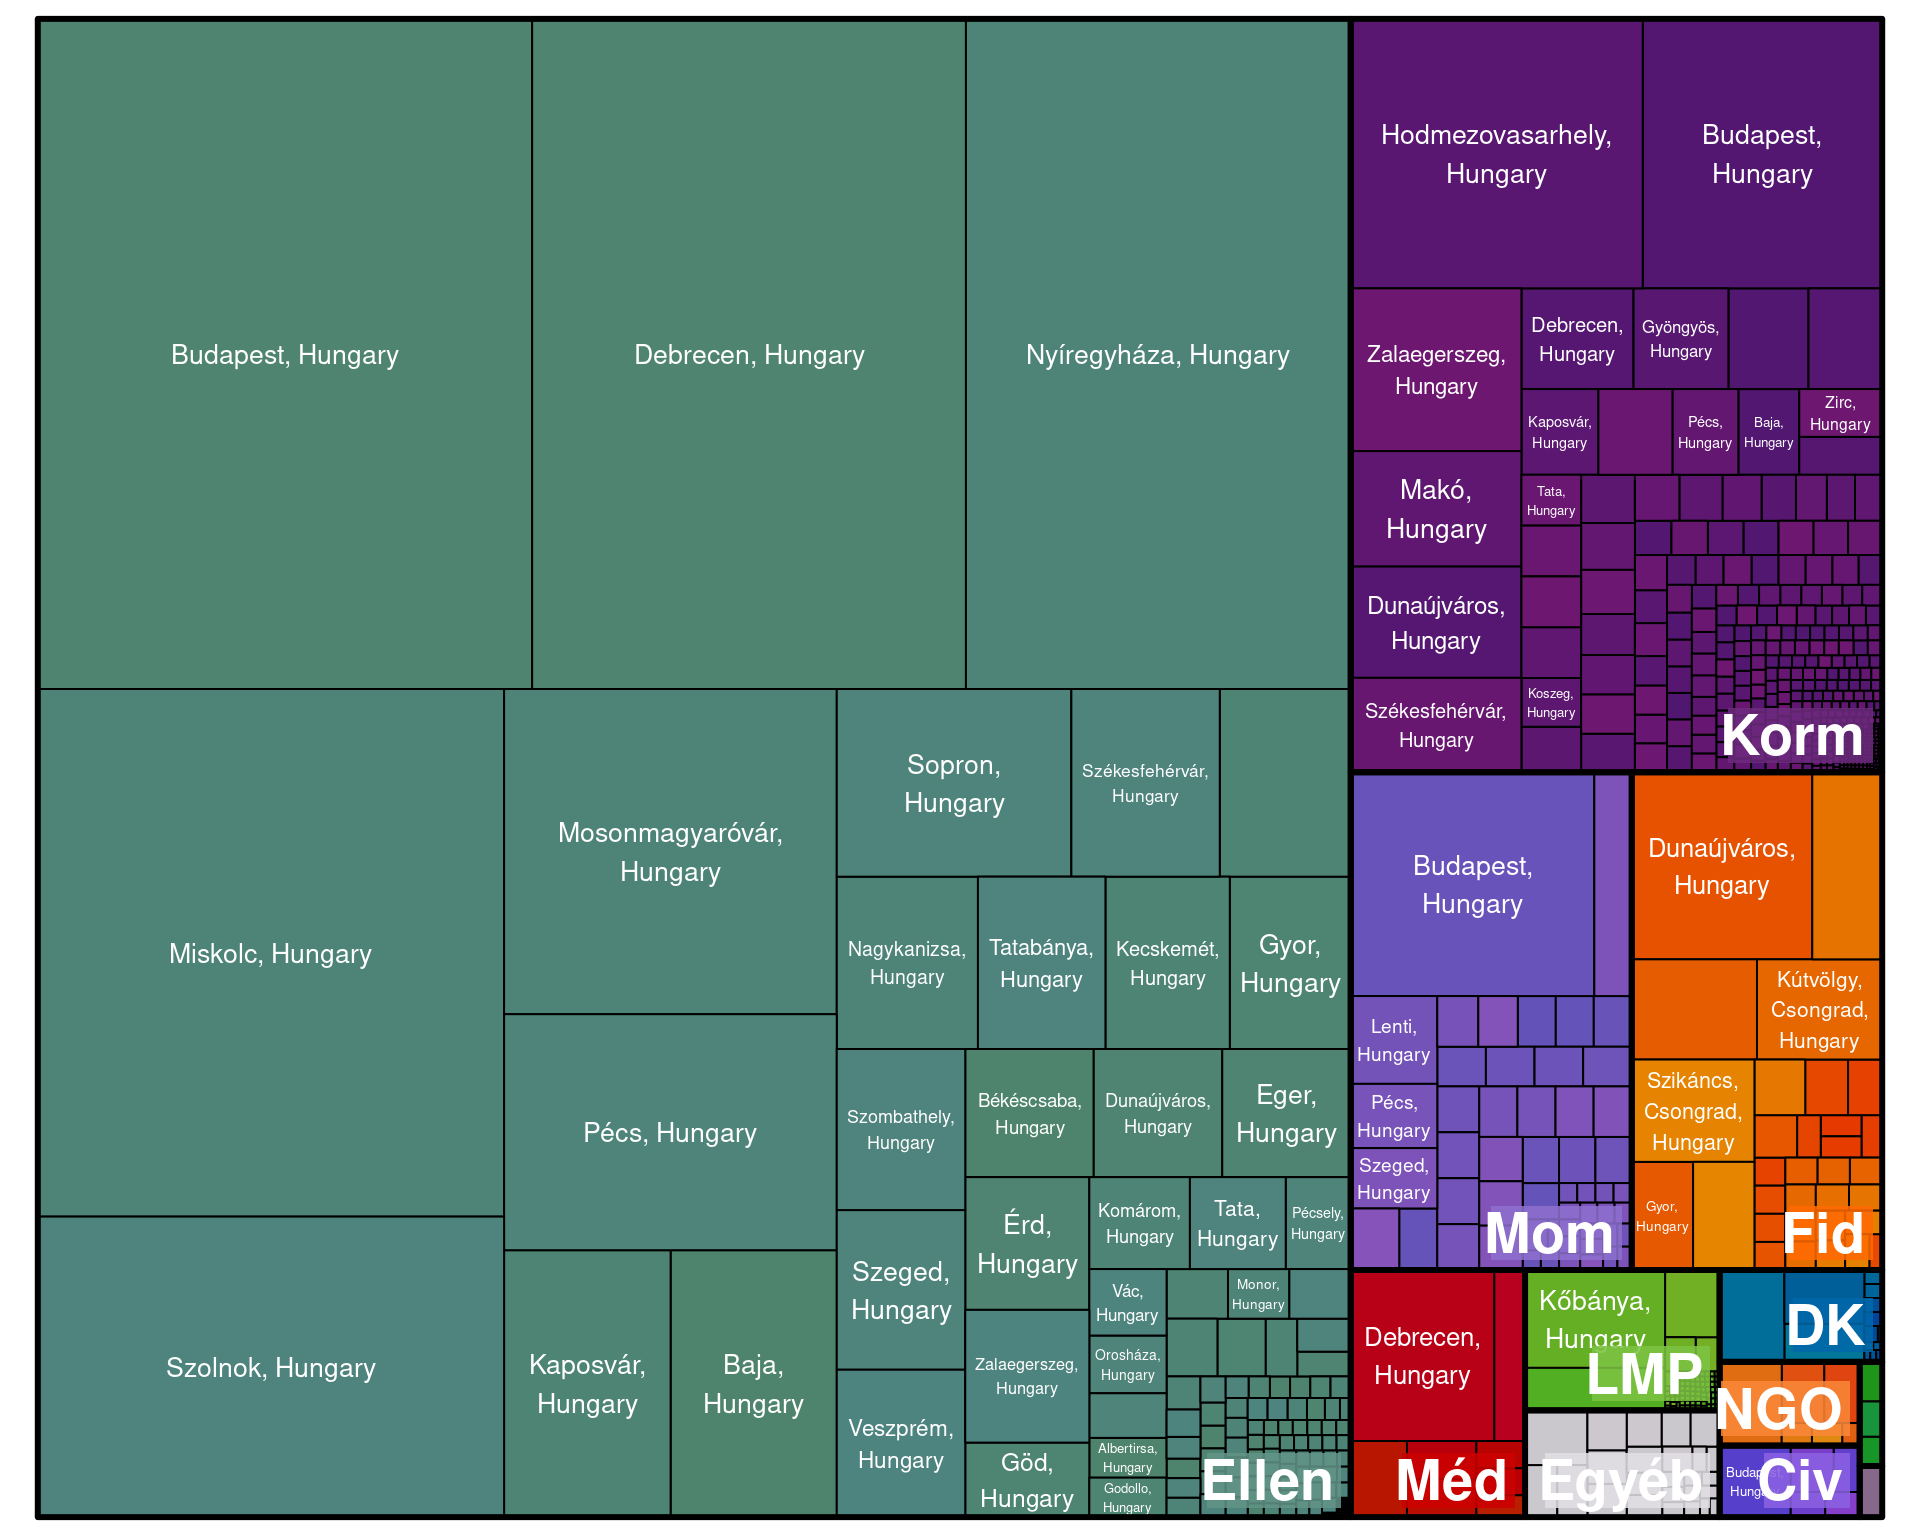 Budapest, Hungary
Debrecen, Hungary
Nyíregyháza, Hungary
Miskolc, Hungary
Szolnok, Hungary
Mosonmagyaróvár,
Hungary
Pécs, Hungary
Kaposvár,
Hungary
Baja,
Hungary
Sopron,
Hungary
Székesfehérvár,
Hungary
Nagykanizsa,
Hungary
Tatabánya,
Hungary
Kecskemét,
Hungary
Gyor,
Hungary
Szombathely,
Hungary
Szeged,
Hungary
Veszprém,
Hungary
Békéscsaba,
Hungary
Dunaújváros,
Hungary
Eger,
Hungary
Érd,
Hungary
Zalaegerszeg,
Hungary
Göd,
Hungary
Komárom,
Hungary
Tata,
Hungary
Pécsely,
Hungary
Vác,
Hungary
Monor,
Hungary
Orosháza,
Hungary
Albertirsa,
Hungary
Godollo,
Hungary
Ellen
Hodmezovasarhely,
Hungary
Budapest,
Hungary
Zalaegerszeg,
Hungary
Makó,
Hungary
Dunaújváros,
Hungary
Székesfehérvár,
Hungary
Debrecen,
Hungary
Gyöngyös,
Hungary
Kaposvár,
Hungary
Pécs,
Hungary
Baja,
Hungary
Zirc,
Hungary
Tata,
Hungary
Koszeg,
Hungary
Korm
Budapest,
Hungary
Lenti,
Hungary
Pécs,
Hungary
Szeged,
Hungary
Mom
Dunaújváros,
Hungary
Kútvölgy,
Csongrad,
Hungary
Szikáncs,
Csongrad,
Hungary
Gyor,
Hungary
Fid
Debrecen,
Hungary
Méd
Kőbánya,
Hungary
LMP
Egyéb
DK
NGO
Budapest,
Hungary
Civ